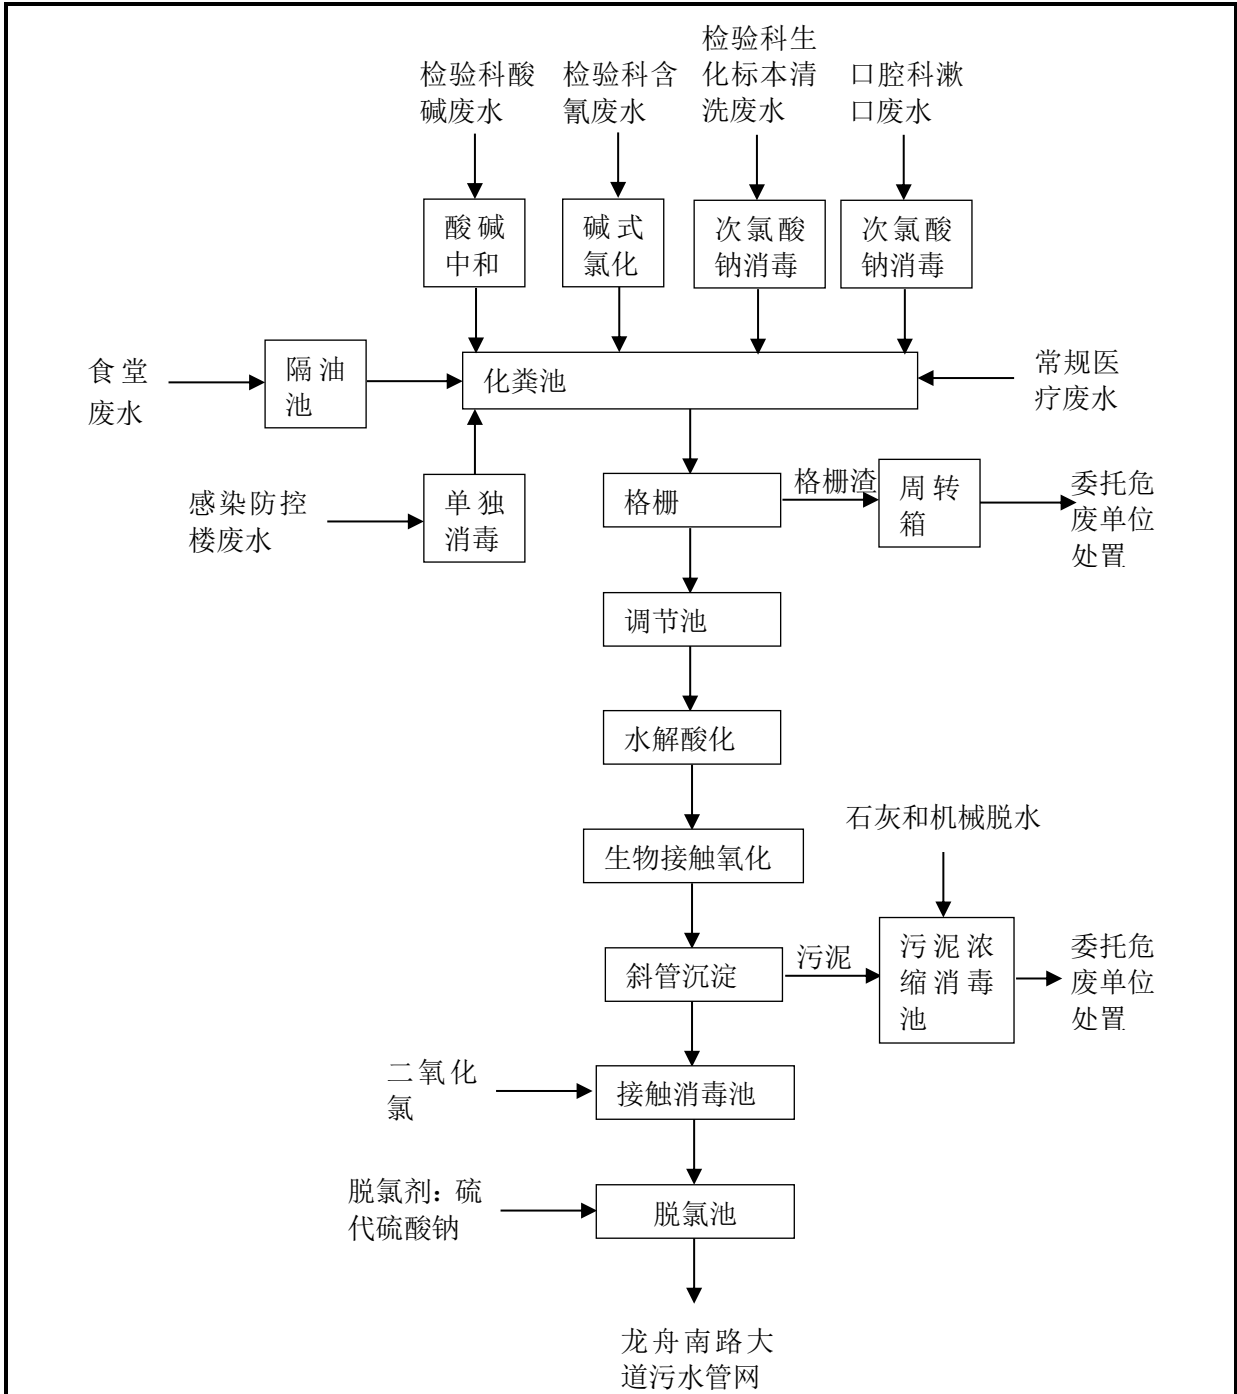 检验科酸
碱废水
检验科含
氰废水
检验科生
化标本清
洗废水
口腔科漱
口废水
酸碱
中和
碱式
氯化
次氯酸
钠消毒
次氯酸
钠消毒
食堂
废水
隔油
池
化粪池
常规医
疗废水
感染防控
楼废水
单独
消毒
格栅
格栅渣
周转
箱
委托危
废单位
处置
调节池
水解酸化
生物接触氧化
石灰和机械脱水
斜管沉淀
污泥
污泥浓
缩消毒
池
委托危
废单位
处置
二氧化
氯
接触消毒池
脱氯剂：硫
代硫酸钠
脱氯池
龙舟南路大
道污水管网